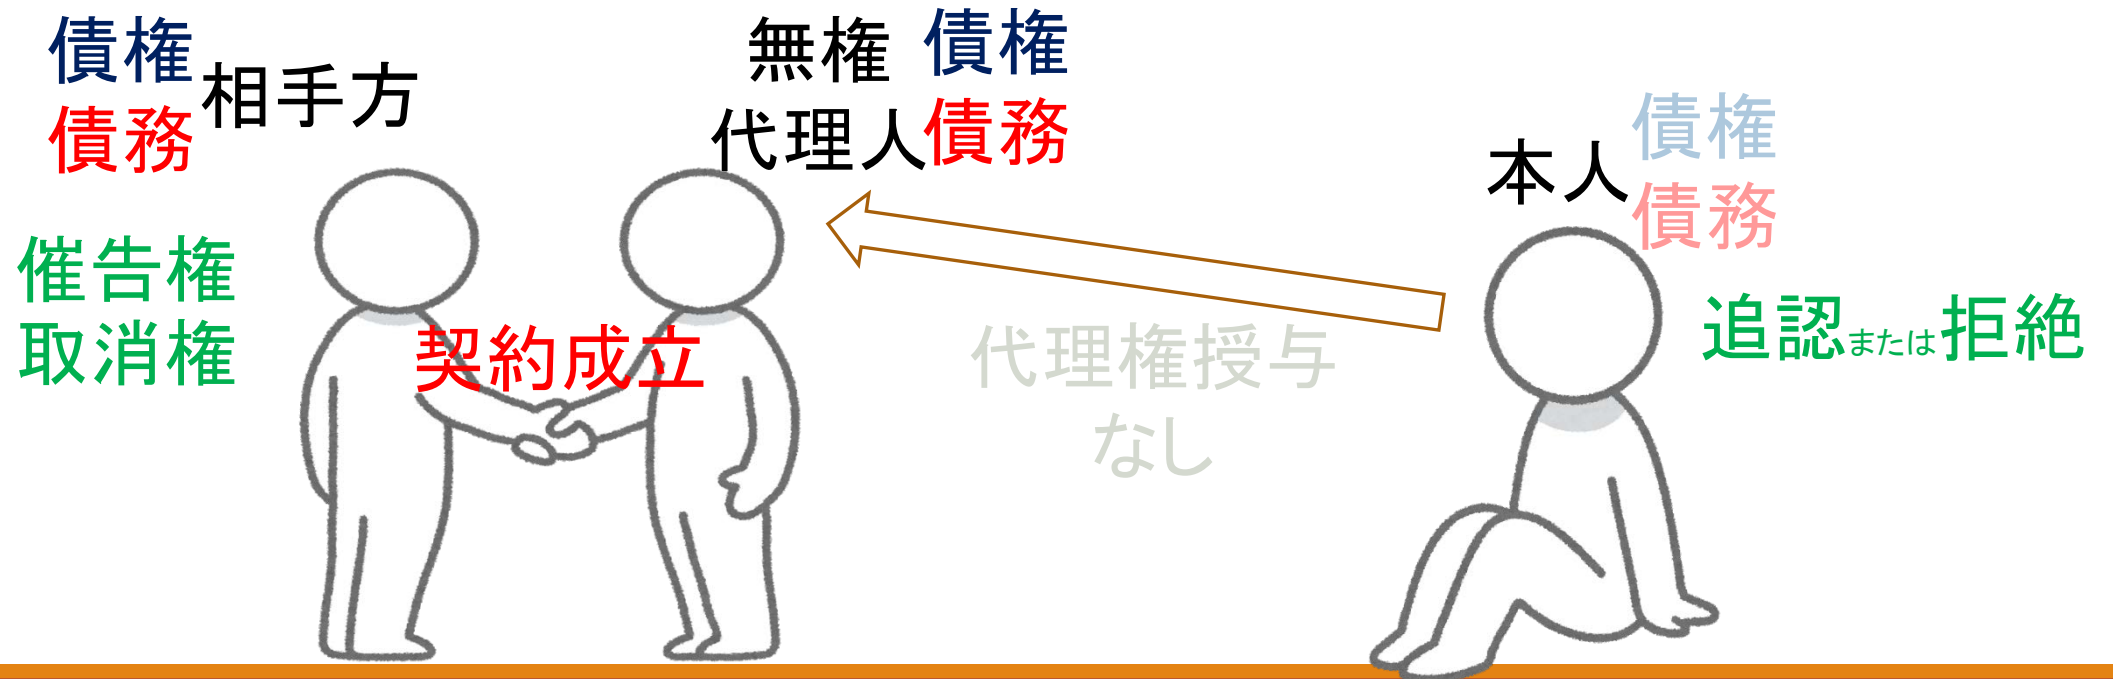 債権
債務
相手方
催告権
取消権
契約成立
無権
代理人
債権
債務
代理権授与
なし
本人
債権
債務
追認または拒絶